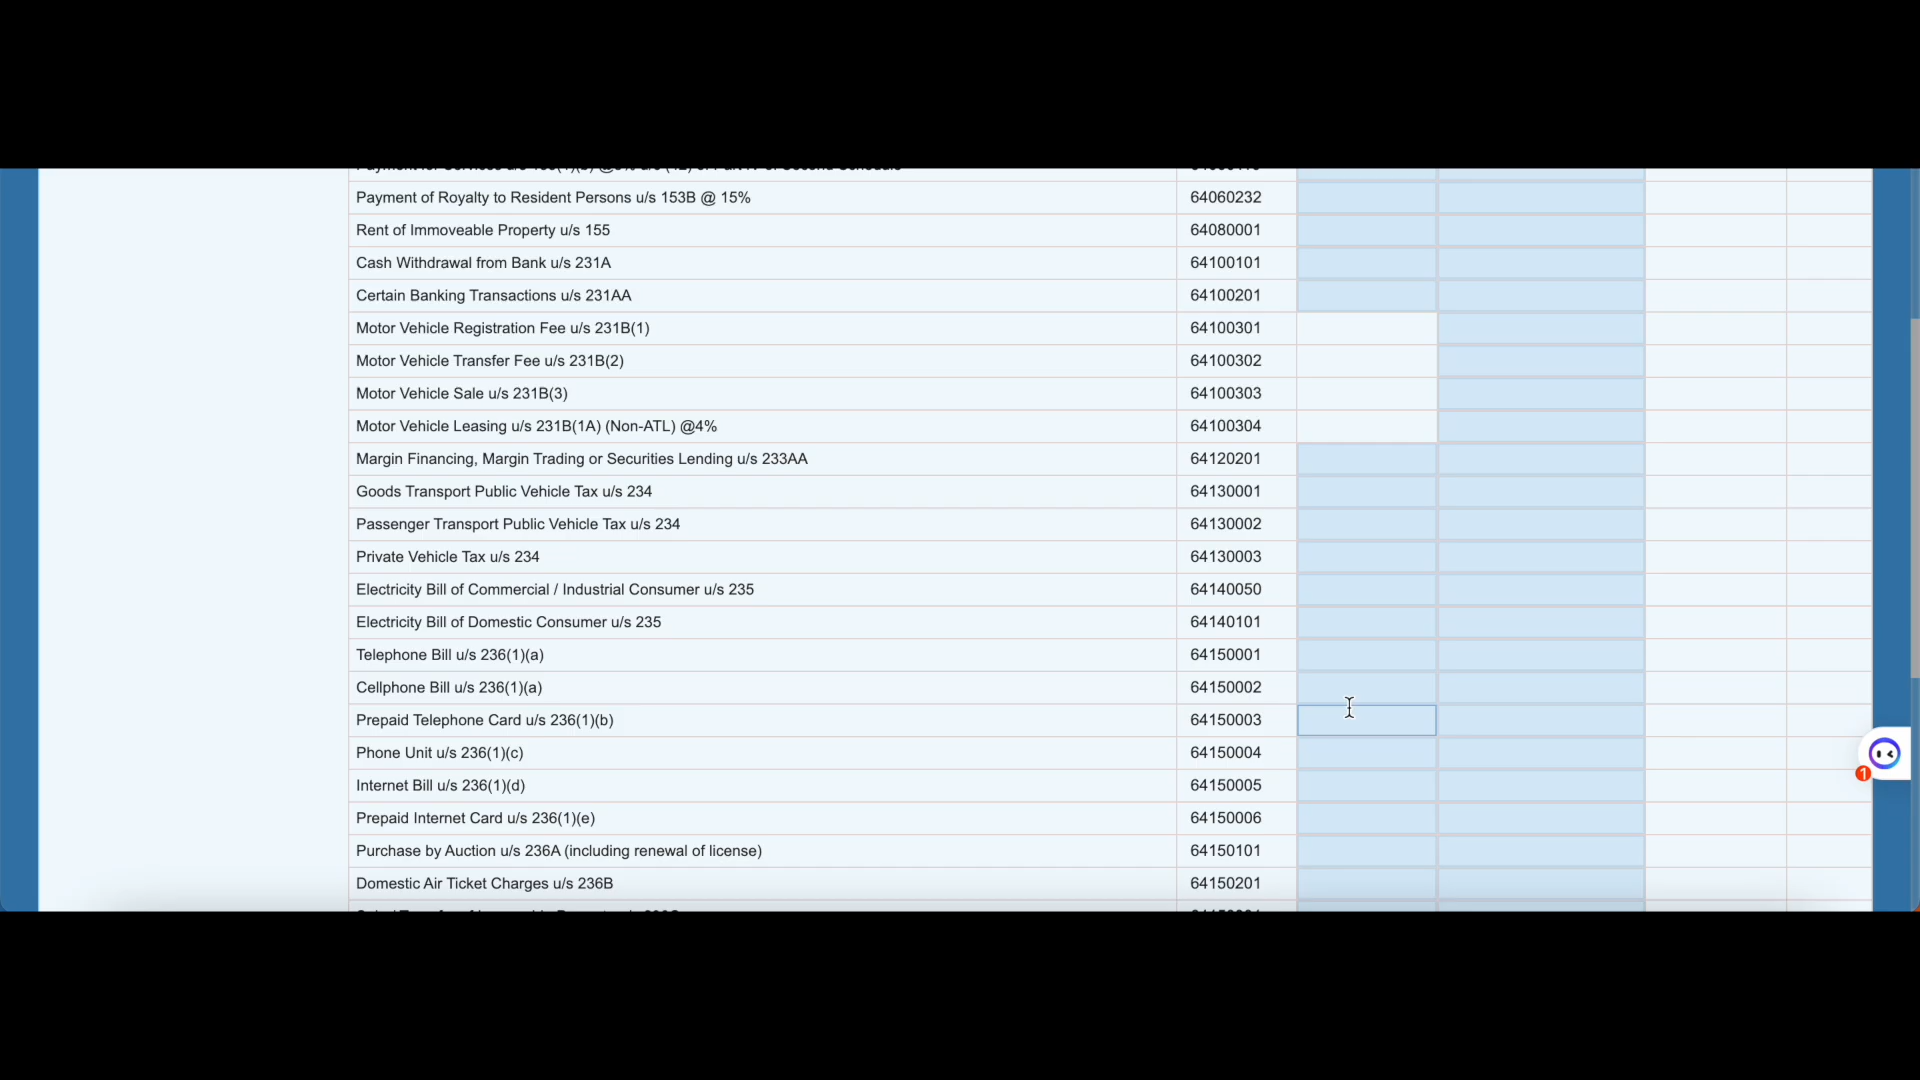 Payment of Royalty to Resident Persons u/s 153B @ 15% 64060232
Rent of Immoveable Property u/s 155 64080001
Cash Withdrawal from Bank u/s 231A 64100101
Certain Banking Transactions u/s 231AA 64100201
Motor Vehicle Registration Fee u/s 231B(1) 64100301
Motor Vehicle Transfer Fee u/s 231B(2) 64100302
Motor Vehicle Sale u/s 231B(3) 64100303
Motor Vehicle Leasing u/s 231B(1A) (Non-ATL) @4% 64100304
Margin Financing, Margin Trading or Securities Lending u/s 233AA 64120201
Goods Transport Public Vehicle Tax u/s 234 64130001
Passenger Transport Public Vehicle Tax u/s 234 64130002
Private Vehicle Tax u/s 234 64130003
Electricity Bill of Commercial / Industrial Consumer u/s 235 64140050
Electricity Bill of Domestic Consumer u/s 235 64140101
Telephone Bill u/s 236(1)(a) 64150001
Cellphone Bill u/s 236(1)(a) 64150002
Prepaid Telephone Card u/s 236(1)(b) 64150003
Phone Unit u/s 236(1)(c) 64150004
Internet Bill u/s 236(1)(d) 64150005
Prepaid Internet Card u/s 236(1)(e) 64150006
Purchase by Auction u/s 236A (including renewal of license) 64150101
Domestic Air Ticket Charges u/s 236B 64150201
1